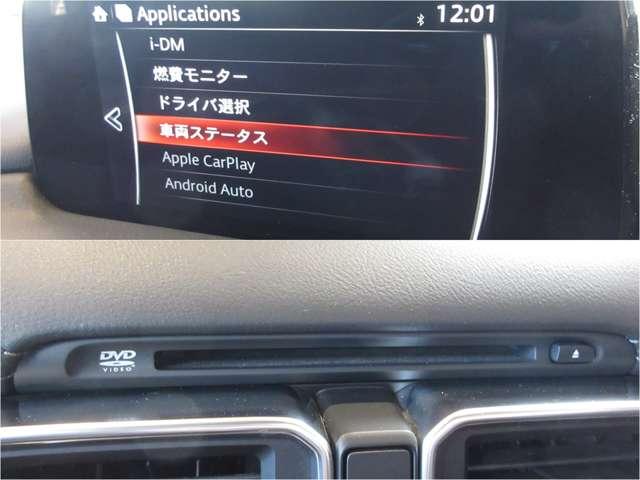 Applications
12:01
i-DM
燃費モニター
ドライバ選択
車両ステータス
Apple CarPlay
Android Auto
DVD
VIDEO